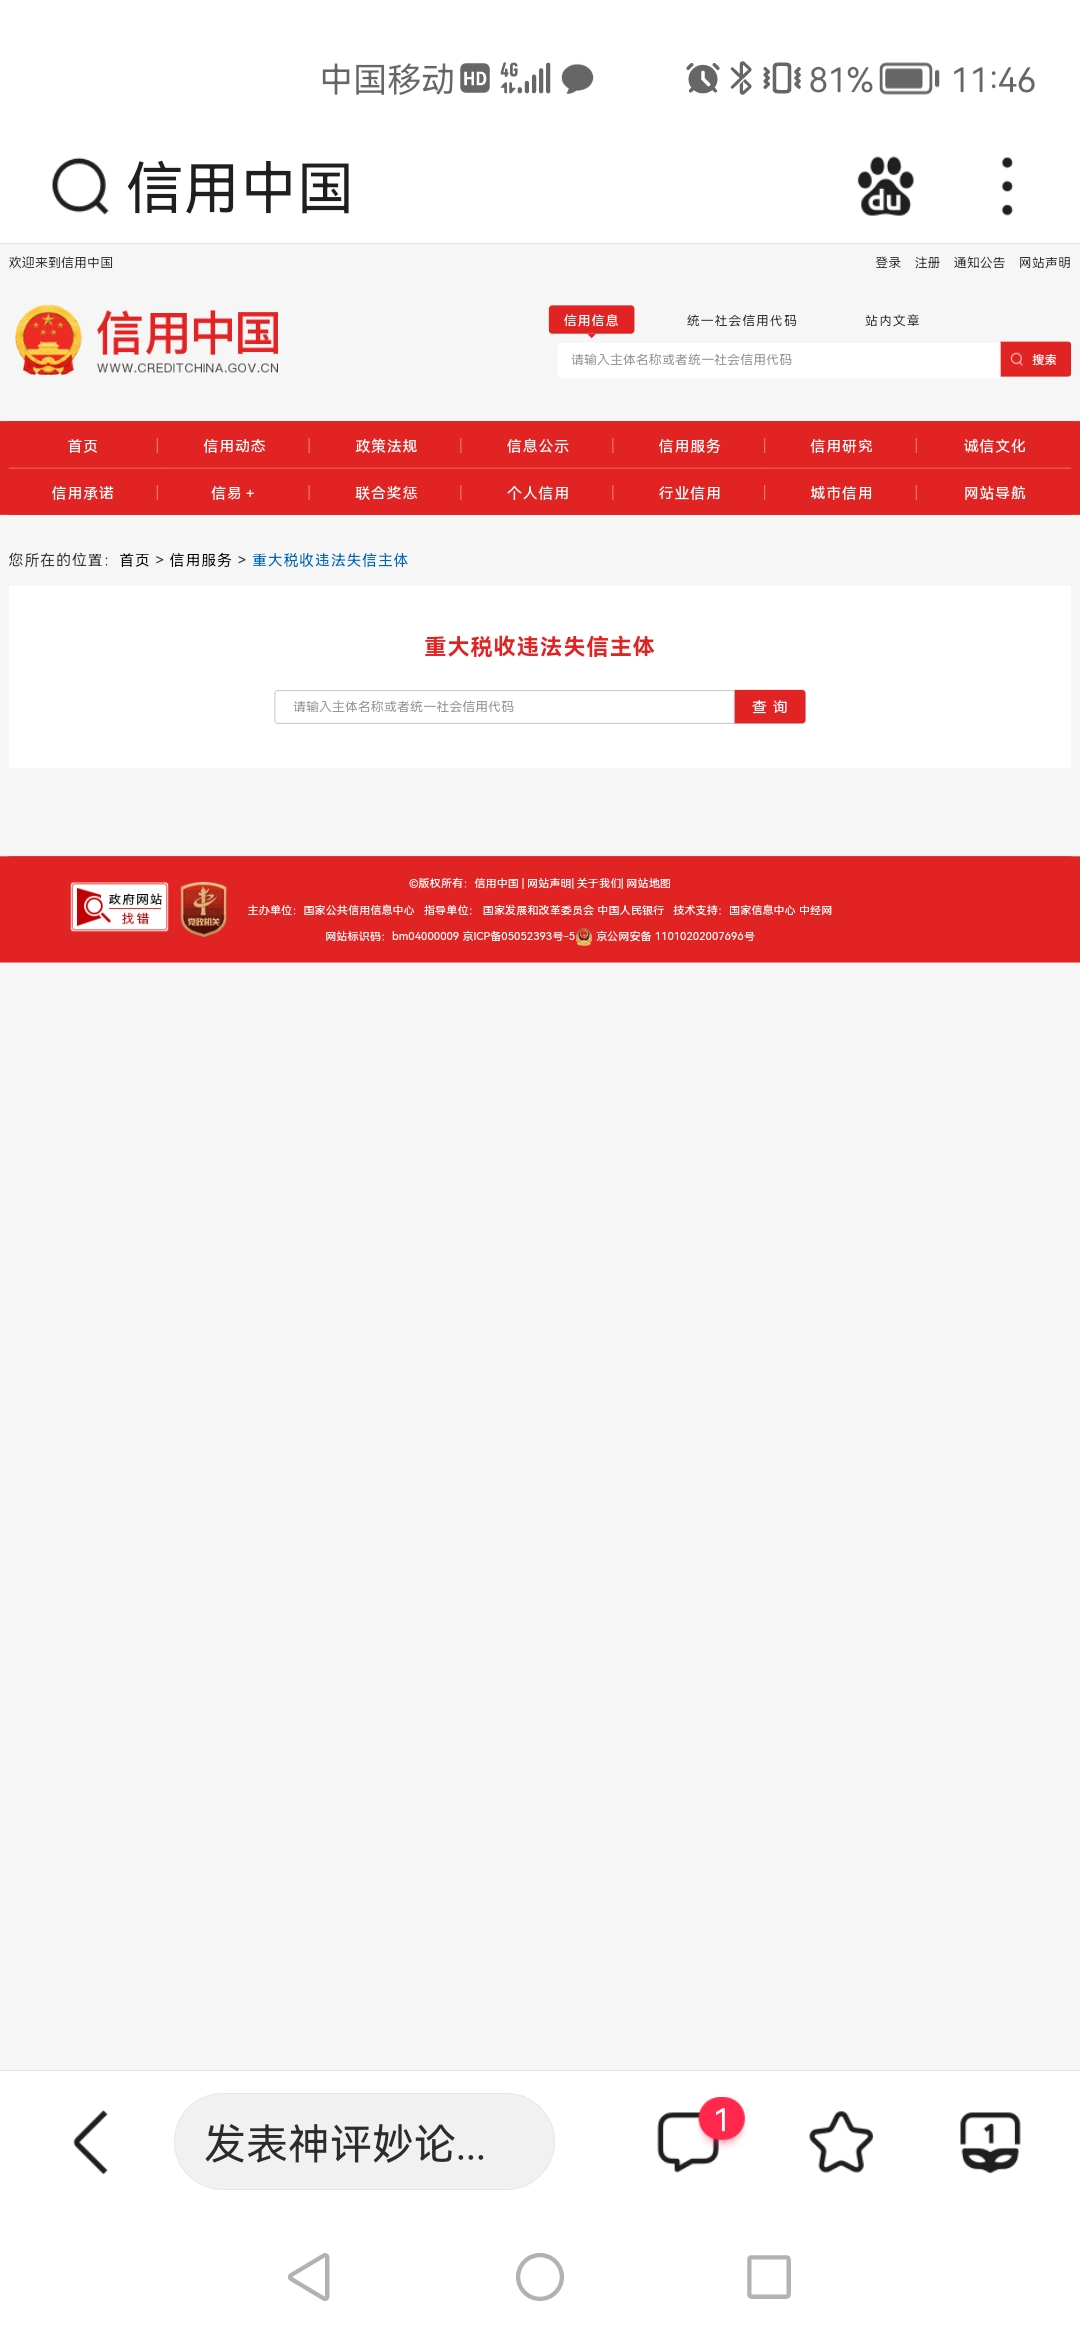 中国移动 HD 4G 81% 11:46
信用中国 du
欢迎来到信用中国 登录 注册 通知公告 网站声明
信用中国
WWW.CREDITCHINA.GOV.CN
信用信息 统一社会信用代码 站内文章
请输入主体名称或者统一社会信用代码 搜索
首页 信用动态 政策法规 信息公示 信用服务 信用研究 诚信文化
信用承诺 信易+ 联合奖惩 个人信用 行业信用 城市信用 网站导航
您所在的位置：首页 > 信用服务 > 重大税收违法失信主体
重大税收违法失信主体
请输入主体名称或者统一社会信用代码 查 询
政府网站
找错
党政机关
©版权所有：信用中国 | 网站声明| 关于我们| 网站地图
主办单位：国家公共信用信息中心 指导单位： 国家发展和改革委员会 中国人民银行 技术支持：国家信息中心 中经网
网站标识码：bm04000009 京ICP备05052393号-5 京公网安备 11010202007696号
发表神评妙论... 1 1